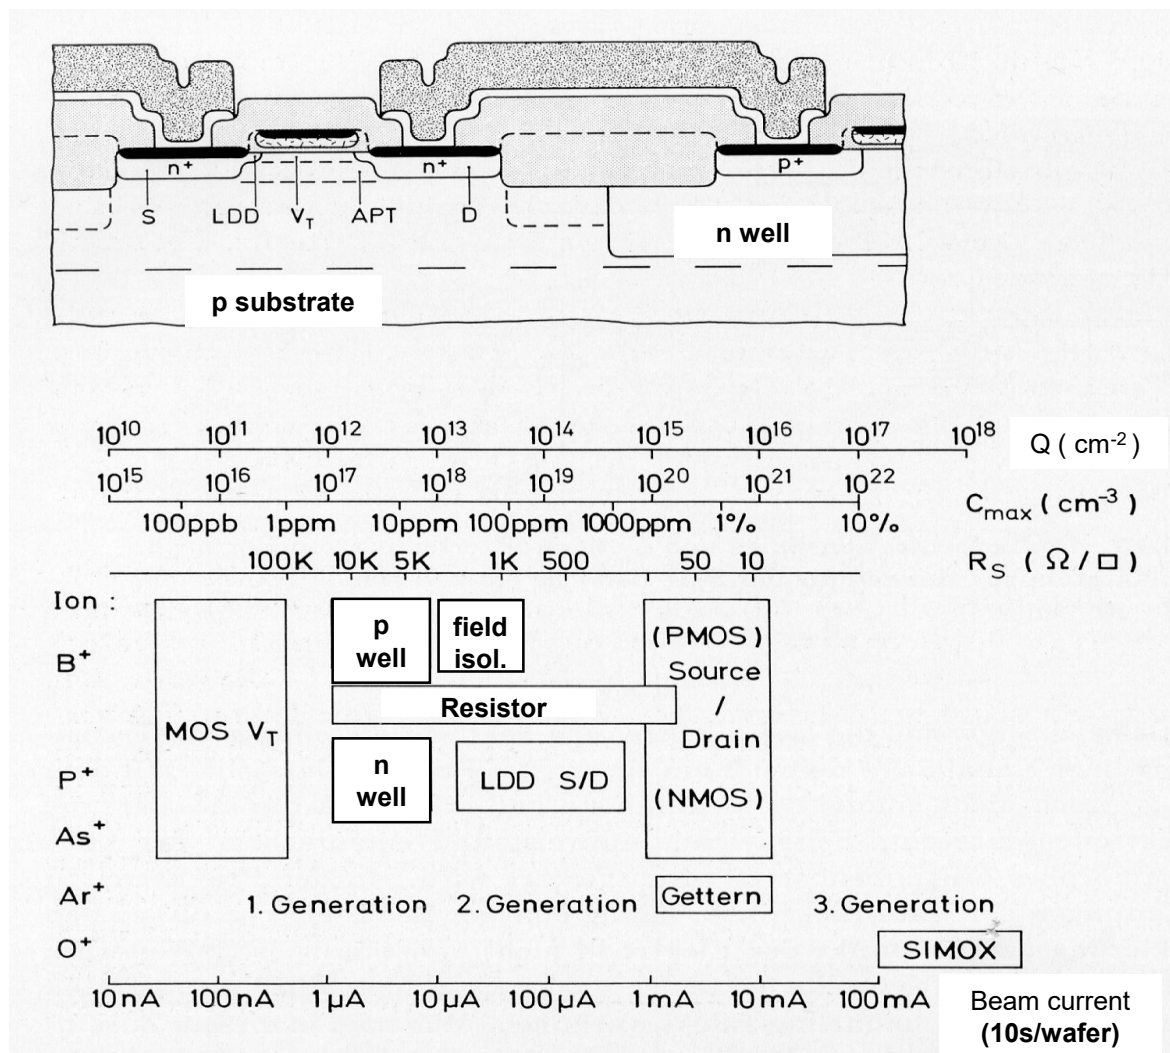 n+ n+ p+
S LDD VT APT D
n well
p substrate
10^10 10^11 10^12 10^13 10^14 10^15 10^16 10^17 10^18 Q ( cm-2 )
10^15 10^16 10^17 10^18 10^19 10^20 10^21 10^22 Cmax ( cm–3 )
100ppb 1ppm 10ppm 100ppm 1000ppm 1% 10%
100K 10K 5K 1K 500 50 10 RS ( Ω / □ )
Ion :
B+
p well
field isol.
(PMOS)
Source
/
Drain
(NMOS)
Resistor
MOS VT
P+
n well
LDD S/D
As+
Ar+ 1. Generation 2. Generation Gettern 3. Generation
O+ SIMOX
10nA 100nA 1µA 10µA 100µA 1mA 10mA 100mA
Beam current
(10s/wafer)